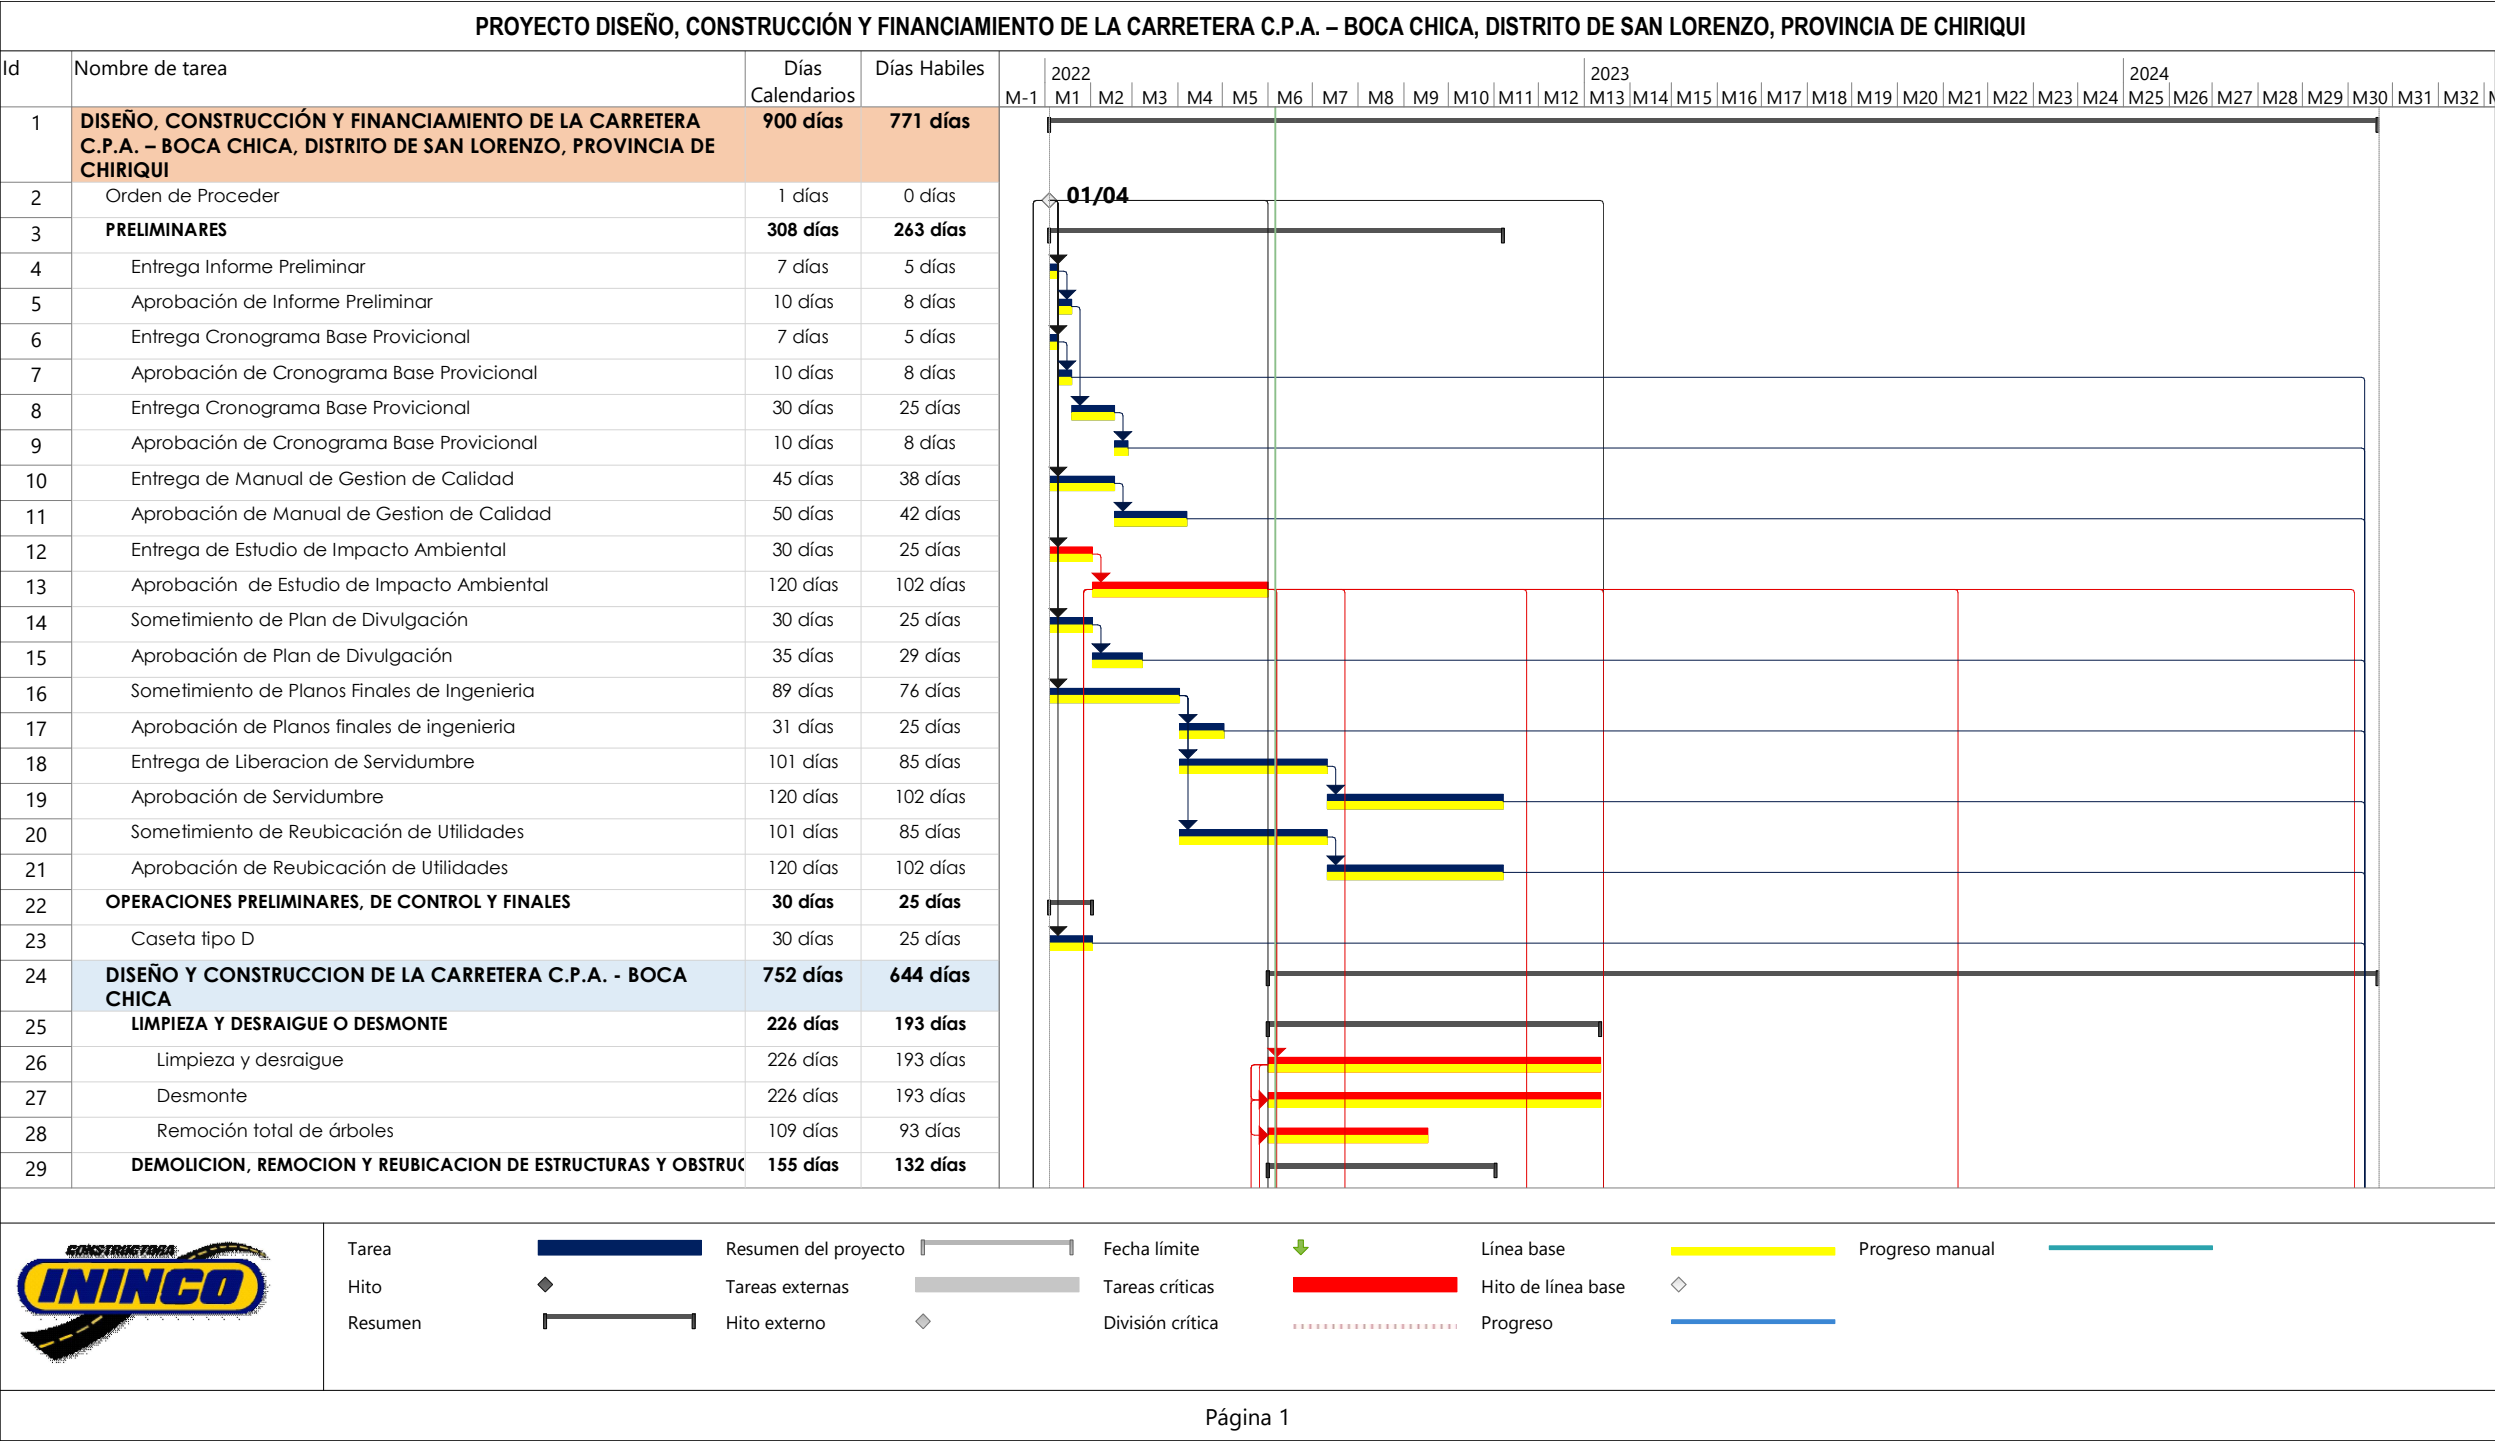 PROYECTO DISEÑO, CONSTRUCCIÓN Y FINANCIAMIENTO DE LA CARRETERA C.P.A. – BOCA CHICA, DISTRITO DE SAN LORENZO, PROVINCIA DE CHIRIQUI
Id Nombre de tarea Días Calendarios Días Habiles
2022 2023 2024
M-1 M1 M2 M3 M4 M5 M6 M7 M8 M9 M10 M11 M12 M13 M14 M15 M16 M17 M18 M19 M20 M21 M22 M23 M24 M25 M26 M27 M28 M29 M30 M31 M32
1 DISEÑO, CONSTRUCCIÓN Y FINANCIAMIENTO DE LA CARRETERA 900 días 771 días
C.P.A. – BOCA CHICA, DISTRITO DE SAN LORENZO, PROVINCIA DE
CHIRIQUI
2 Orden de Proceder 1 días 0 días 01/04
3 PRELIMINARES 308 días 263 días
4 Entrega Informe Preliminar 7 días 5 días
5 Aprobación de Informe Preliminar 10 días 8 días
6 Entrega Cronograma Base Provicional 7 días 5 días
7 Aprobación de Cronograma Base Provicional 10 días 8 días
8 Entrega Cronograma Base Provicional 30 días 25 días
9 Aprobación de Cronograma Base Provicional 10 días 8 días
10 Entrega de Manual de Gestion de Calidad 45 días 38 días
11 Aprobación de Manual de Gestion de Calidad 50 días 42 días
12 Entrega de Estudio de Impacto Ambiental 30 días 25 días
13 Aprobación de Estudio de Impacto Ambiental 120 días 102 días
14 Sometimiento de Plan de Divulgación 30 días 25 días
15 Aprobación de Plan de Divulgación 35 días 29 días
16 Sometimiento de Planos Finales de Ingenieria 89 días 76 días
17 Aprobación de Planos finales de ingenieria 31 días 25 días
18 Entrega de Liberacion de Servidumbre 101 días 85 días
19 Aprobación de Servidumbre 120 días 102 días
20 Sometimiento de Reubicación de Utilidades 101 días 85 días
21 Aprobación de Reubicación de Utilidades 120 días 102 días
22 OPERACIONES PRELIMINARES, DE CONTROL Y FINALES 30 días 25 días
23 Caseta tipo D 30 días 25 días
24 DISEÑO Y CONSTRUCCION DE LA CARRETERA C.P.A. - BOCA 752 días 644 días
CHICA
25 LIMPIEZA Y DESRAIGUE O DESMONTE 226 días 193 días
26 Limpieza y desraigue 226 días 193 días
27 Desmonte 226 días 193 días
28 Remoción total de árboles 109 días 93 días
29 DEMOLICION, REMOCION Y REUBICACION DE ESTRUCTURAS Y OBSTRUC 155 días 132 días
CONSTRUCTORA
ININCO
Tarea Resumen del proyecto Fecha límite Línea base Progreso manual
Hito Tareas externas Tareas críticas Hito de línea base
Resumen Hito externo División crítica Progreso
Página 1